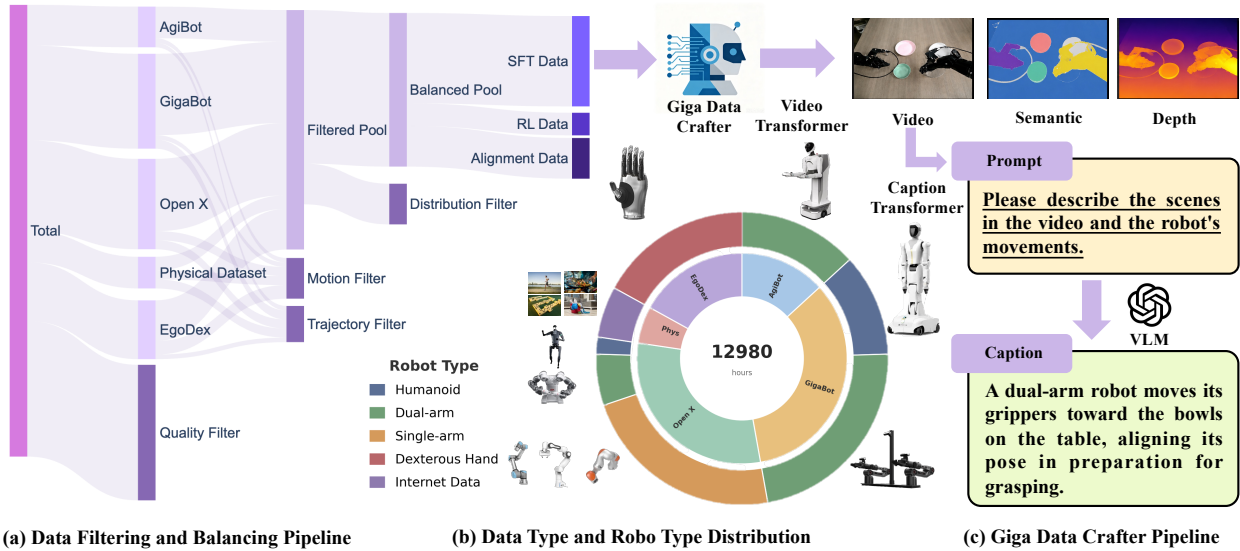 Total
AgiBot
GigaBot
Open X
Physical Dataset
EgoDex
Quality Filter
Filtered Pool
Motion Filter
Trajectory Filter
Balanced Pool
Distribution Filter
SFT Data
RL Data
Alignment Data
(a) Data Filtering and Balancing Pipeline
Giga Data
Crafter
Video
Transformer
Robot Type
Humanoid
Dual-arm
Single-arm
Dexterous Hand
Internet Data
EgoDex
AgiBot
Phys
GigaBot
Open X
12980
hours
(b) Data Type and Robo Type Distribution
Video
Semantic
Depth
Caption
Transformer
Prompt
Please describe the scenes
in the video and the robot's
movements.
VLM
Caption
A dual-arm robot moves its
grippers toward the bowls
on the table, aligning its
pose in preparation for
grasping.
(c) Giga Data Crafter Pipeline